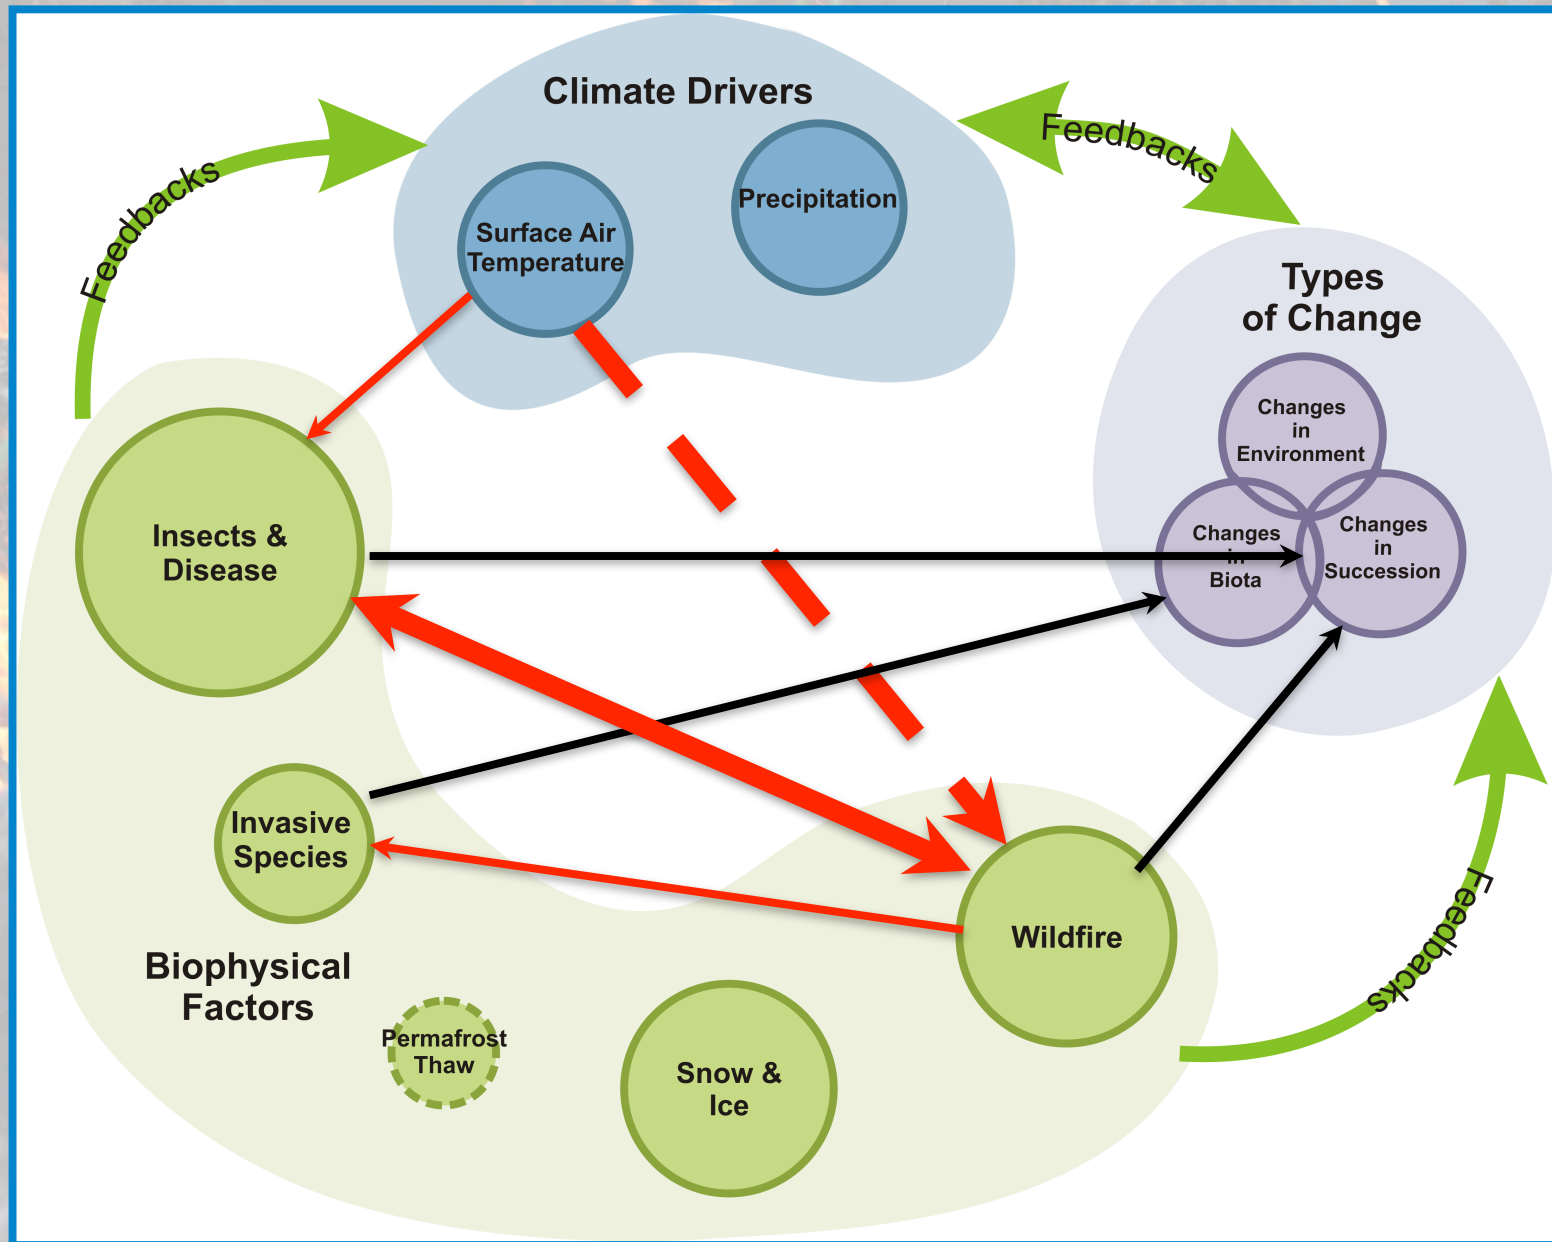 Climate Drivers
Feedbacks
Feedbacks
Precipitation
Surface Air
Temperature
Types
of Change
Changes
in
Environment
Changes
in
Biota
Changes
in
Succession
Insects &
Disease
Invasive
Species
Biophysical
Factors
Wildfire
Feedbacks
Permafrost
Thaw
Snow &
Ice